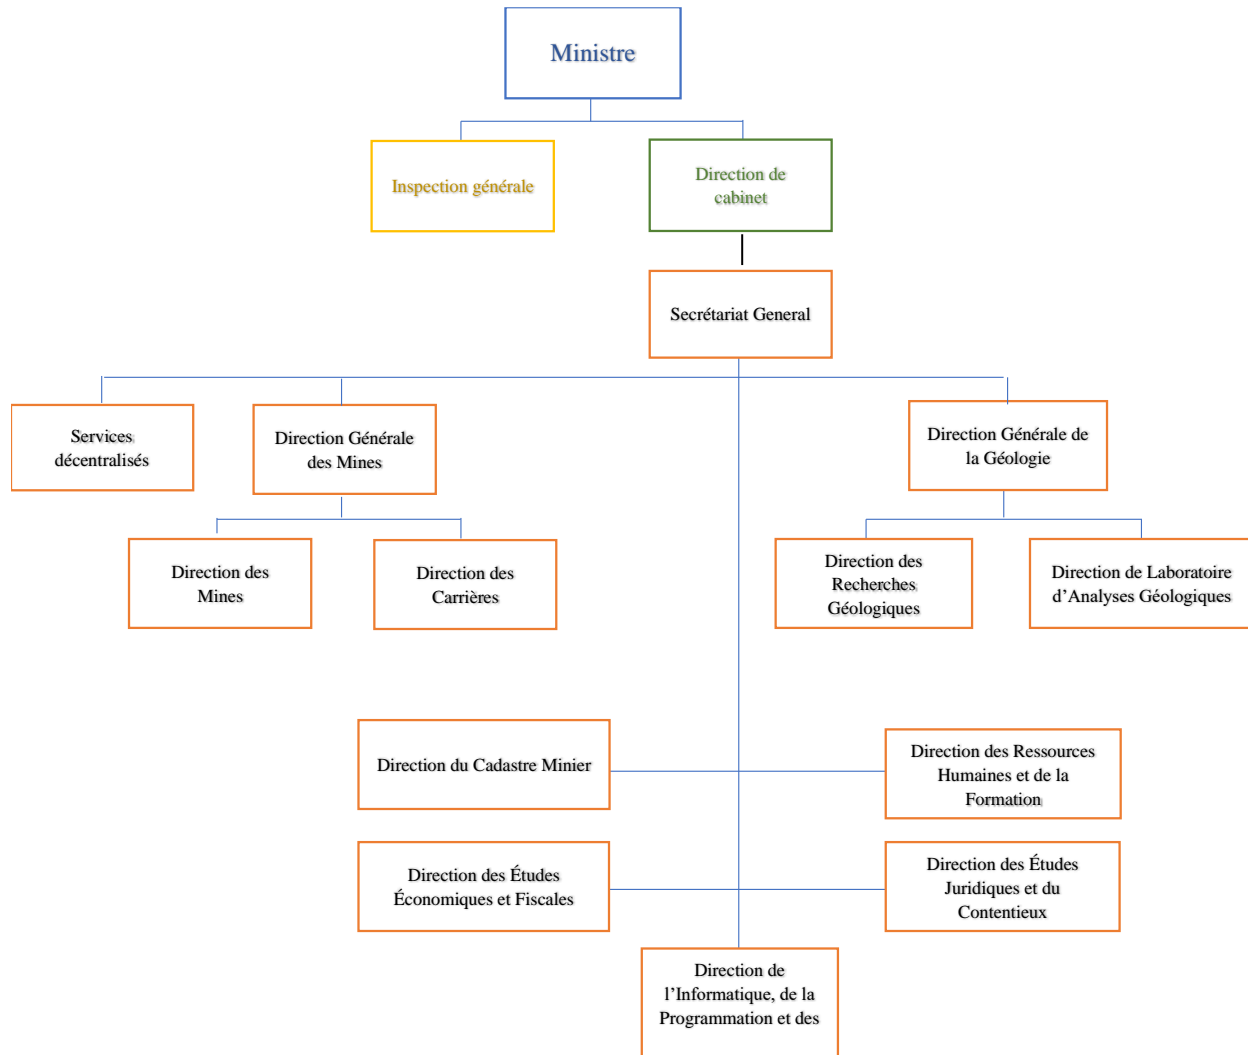 Ministre
Inspection générale
Direction de
cabinet
Secrétariat General
Services
décentralisés
Direction Générale
des Mines
Direction Générale de
la Géologie
Direction des
Mines
Direction des
Carrières
Direction des
Recherches
Géologiques
Direction de Laboratoire
d’Analyses Géologiques
Direction du Cadastre Minier
Direction des Ressources
Humaines et de la
Formation
Direction des Études
Économiques et Fiscales
Direction des Études
Juridiques et du
Contentieux
Direction de
l’Informatique, de la
Programmation et des